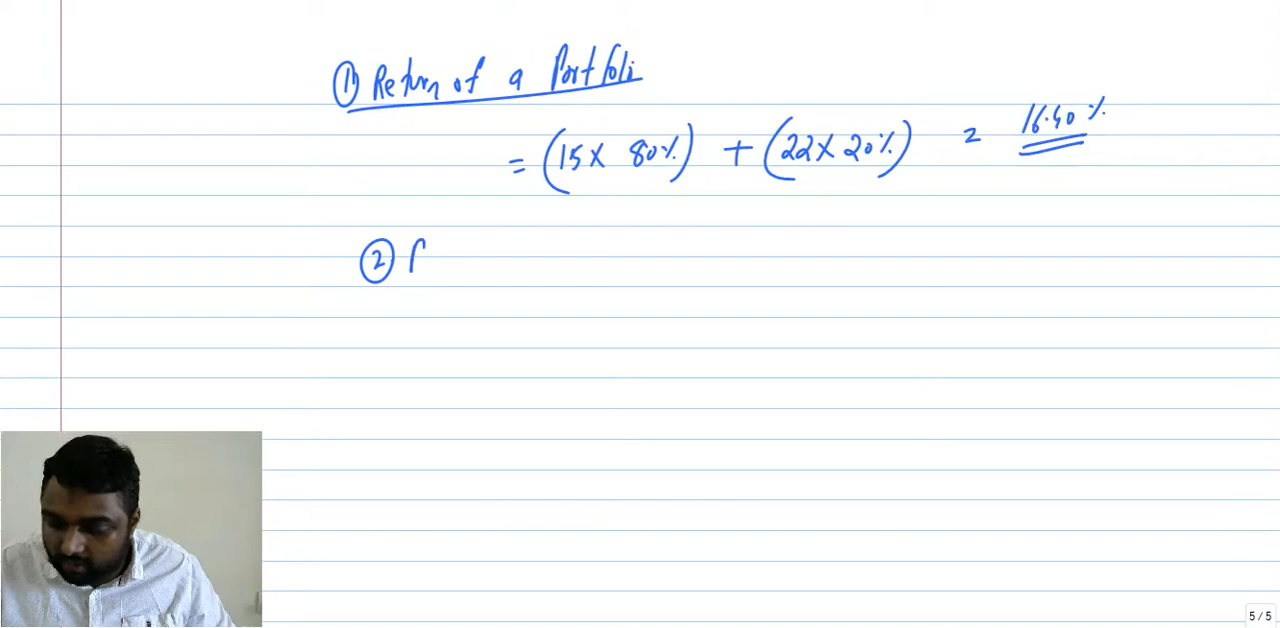 ① Return of a Portfoli
= (15 X 80%) + (22 X 20%) = 16.40%
②
5 / 5